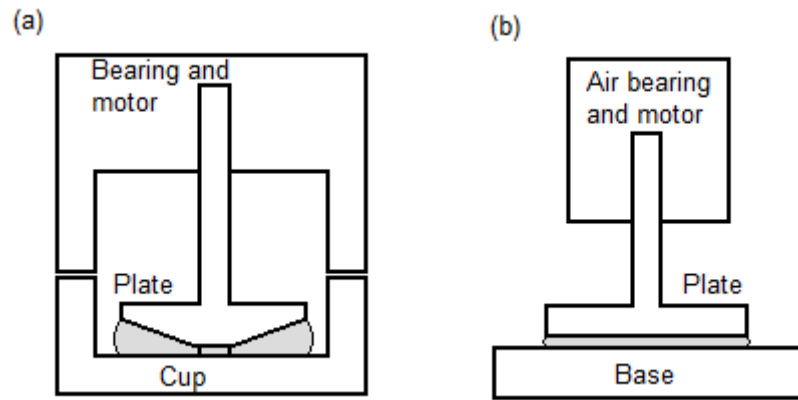 (a)
Bearing and
motor
Plate
Cup
(b)
Air bearing
and motor
Plate
Base